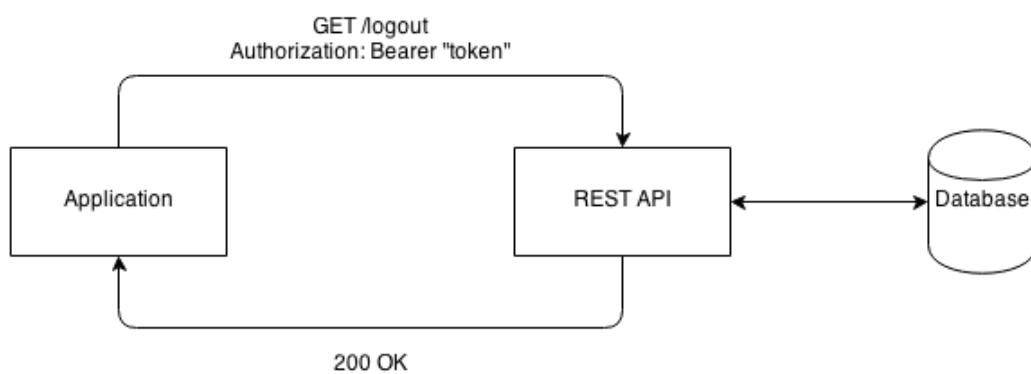 GET /logout
Authorization: Bearer "token"
Application
REST API
Database
200 OK